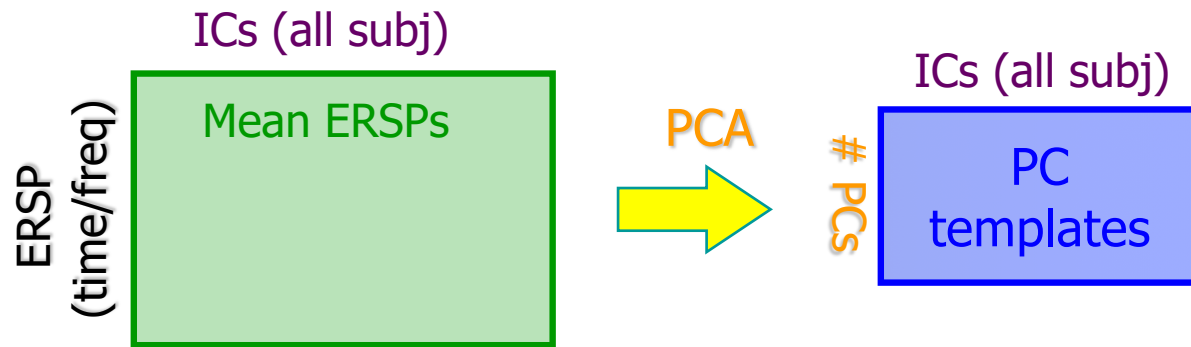 ICs (all subj)
ERSP
(time/freq)
Mean ERSPs
PCA
ICs (all subj)
# PCs
PC
templates